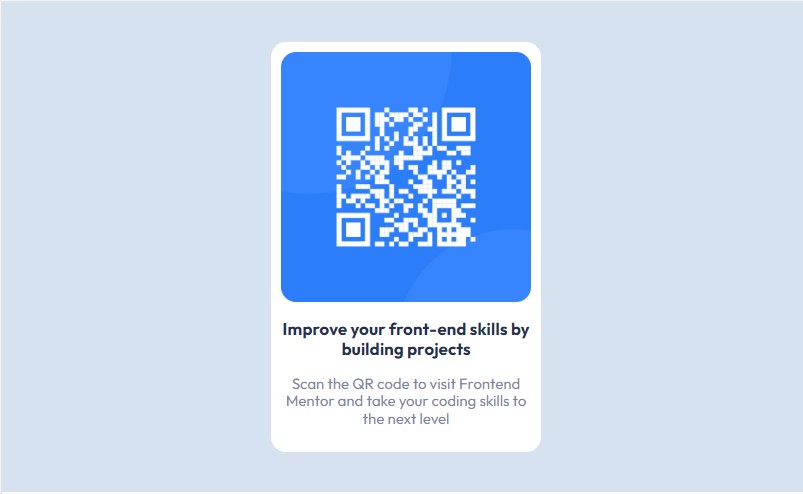 Improve your front-end skills by
building projects
Scan the QR code to visit Frontend
Mentor and take your coding skills to
the next level